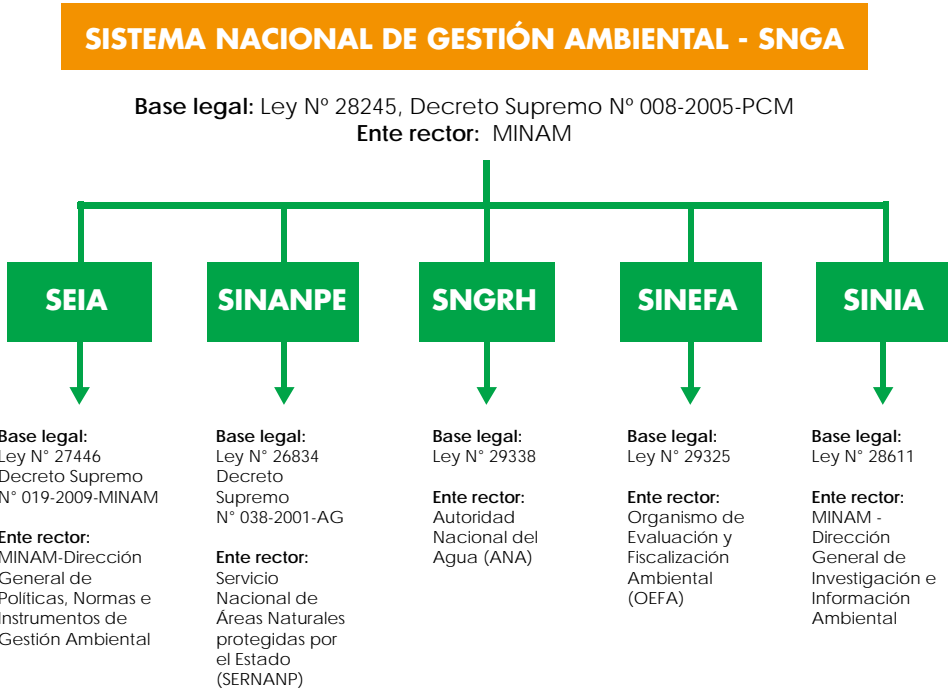 SISTEMA NACIONAL DE GESTIÓN AMBIENTAL - SNGA
Base legal: Ley Nº 28245, Decreto Supremo Nº 008-2005-PCM
Ente rector: MINAM
SEIA
SINANPE
SNGRH
SINEFA
SINIA
Base legal:
Ley N° 27446
Decreto Supremo
N° 019-2009-MINAM
Ente rector:
MINAM-Dirección
General de
Políticas, Normas e
Instrumentos de
Gestión Ambiental
Base legal:
Ley N° 26834
Decreto
Supremo
N° 038-2001-AG
Ente rector:
Servicio
Nacional de
Áreas Naturales
protegidas por
el Estado
(SERNANP)
Base legal:
Ley N° 29338
Ente rector:
Autoridad
Nacional del
Agua (ANA)
Base legal:
Ley N° 29325
Ente rector:
Organismo de
Evaluación y
Fiscalización
Ambiental
(OEFA)
Base legal:
Ley N° 28611
Ente rector:
MINAM -
Dirección
General de
Investigación e
Información
Ambiental